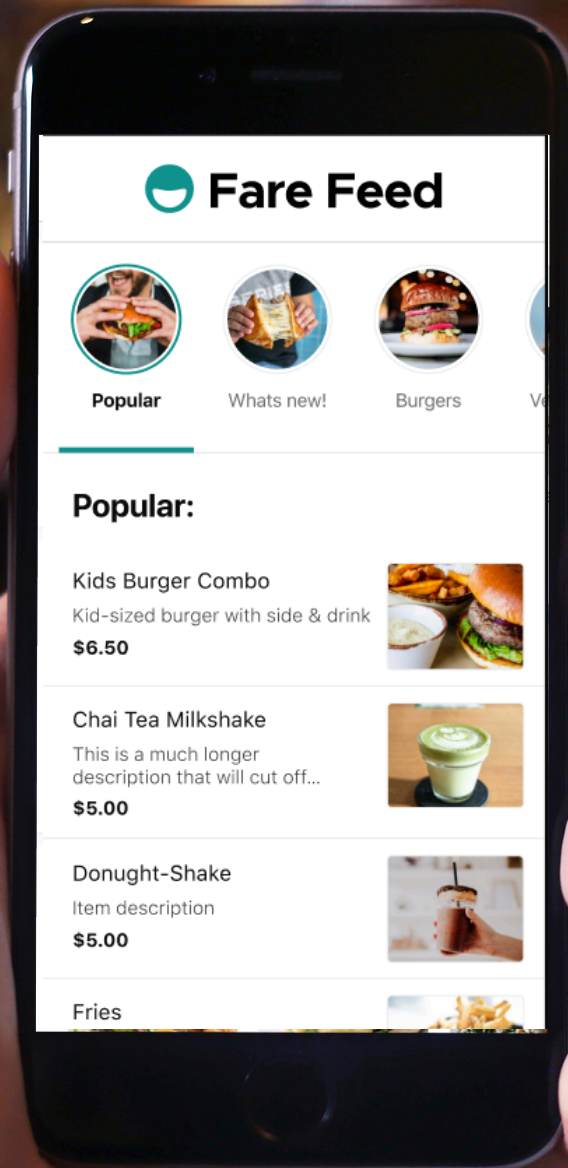 Fare Feed
Popular
Whats new!
Burgers
Ve
Popular:
Kids Burger Combo
Kid-sized burger with side & drink
$6.50
Chai Tea Milkshake
This is a much longer
description that will cut off...
$5.00
Donught-Shake
Item description
$5.00
Fries